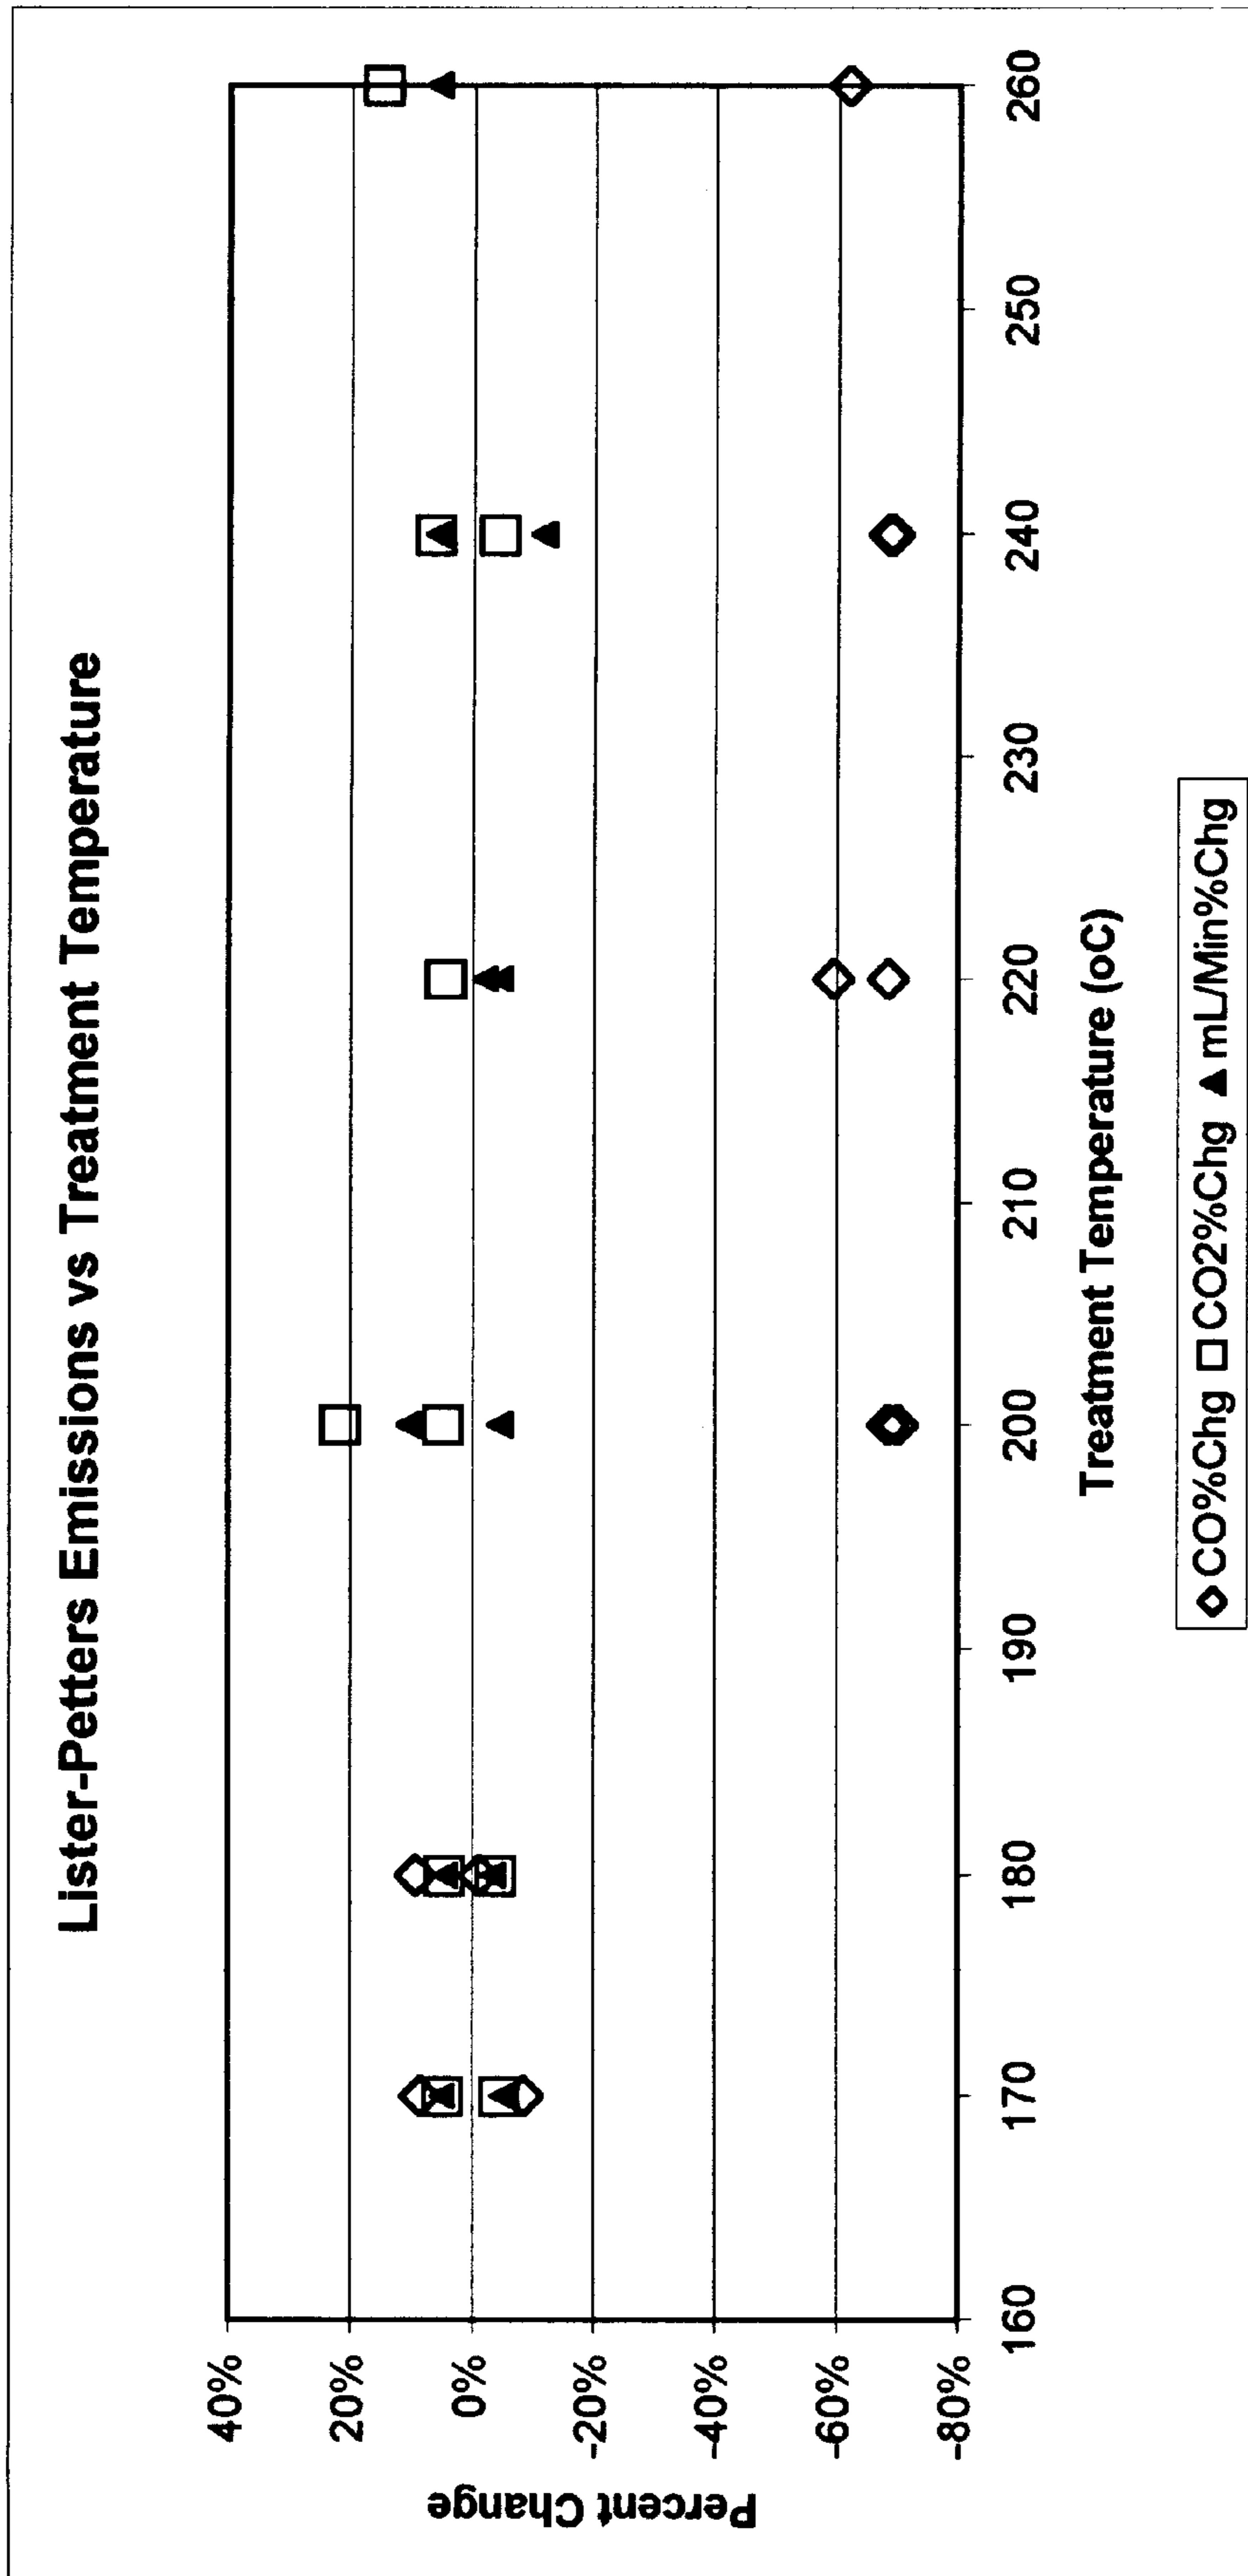 Lister-Petters Emissions vs Treatment Temperature
Percent Change
40%
20%
0%
-20%
-40%
-60%
-80%
160 170 180 190 200 210 220 230 240 250 260
Treatment Temperature (oC)
CO%Chg CO2%Chg mL/Min%Chg